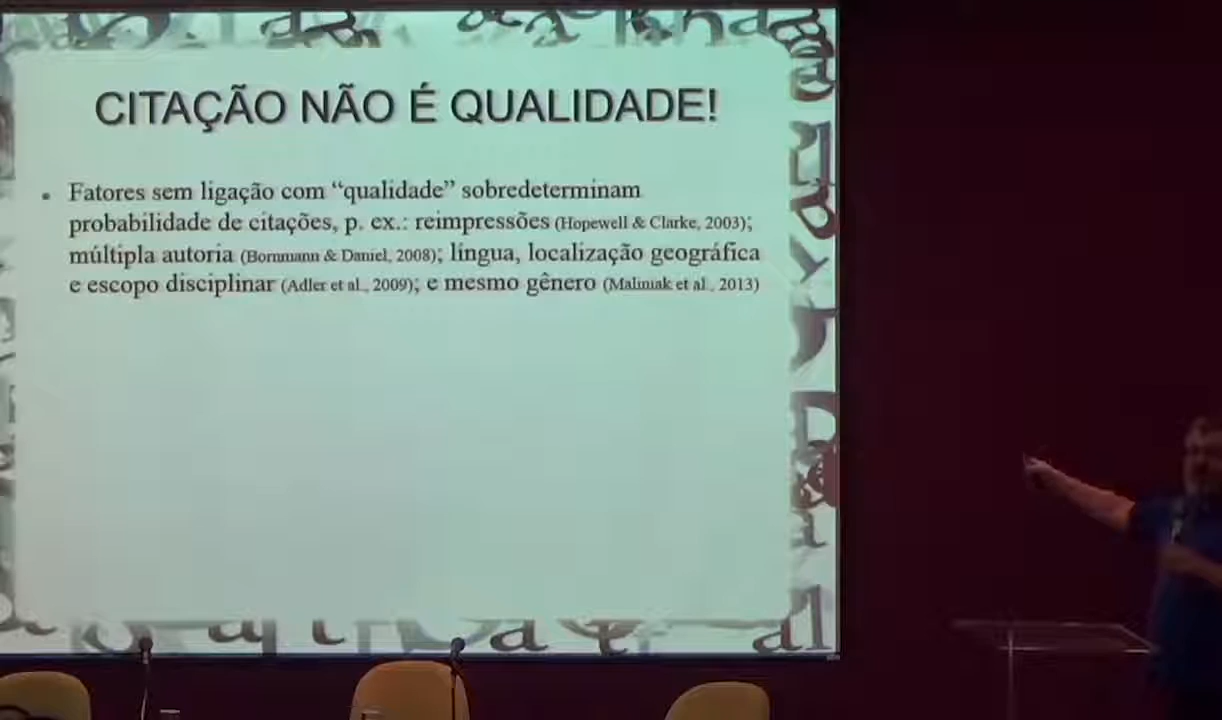 CITAÇÃO NÃO É QUALIDADE!
• Fatores sem ligação com “qualidade” sobredeterminam
probabilidade de citações, p. ex.: reimpressões (Hopewell & Clarke, 2003);
múltipla autoria (Bornmann & Daniel, 2008); língua, localização geográfica
e escopo disciplinar (Adler et al., 2009); e mesmo gênero (Maliniak et al., 2013)